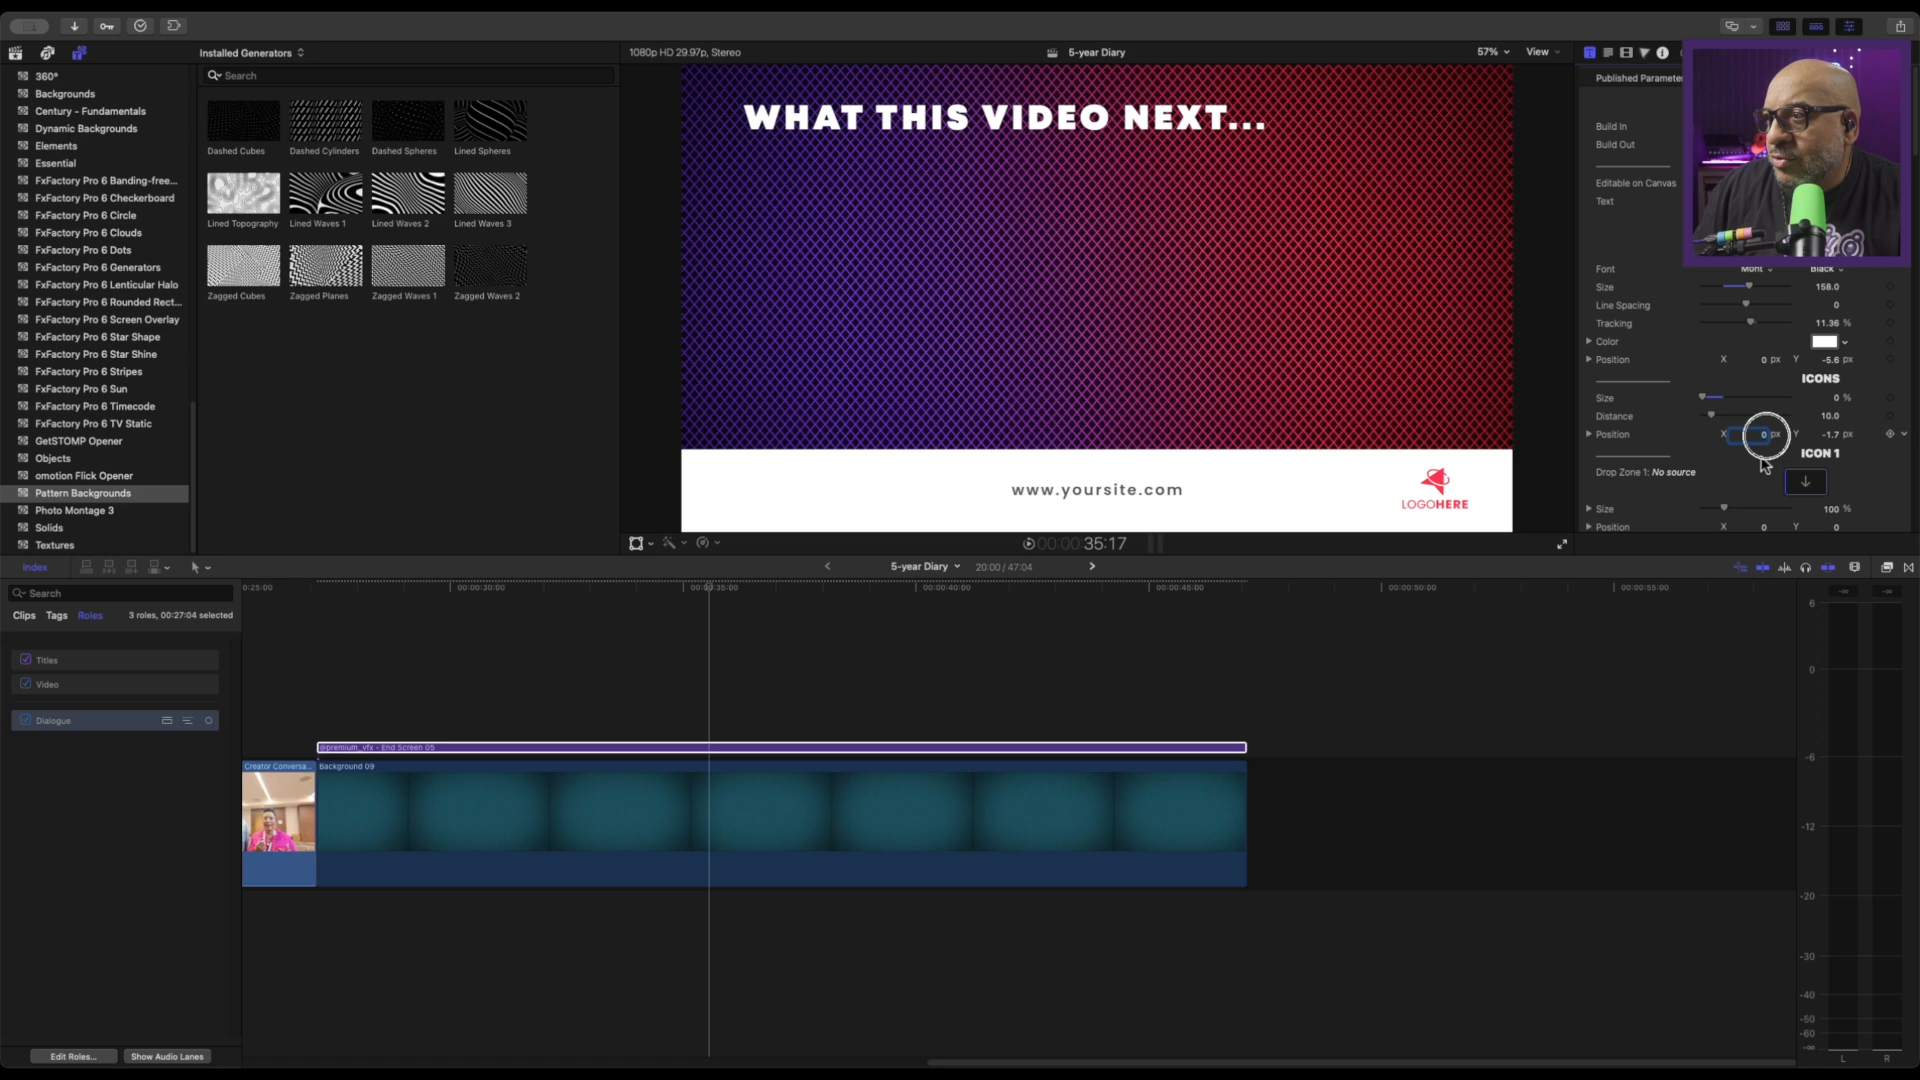 Installed Generators
1080p HD 29.97p, Stereo
5-year Diary
57%
View
360°
Backgrounds
Century - Fundamentals
Dynamic Backgrounds
Elements
Essential
FxFactory Pro 6 Banding-free...
FxFactory Pro 6 Checkerboard
FxFactory Pro 6 Circle
FxFactory Pro 6 Clouds
FxFactory Pro 6 Dots
FxFactory Pro 6 Generators
FxFactory Pro 6 Lenticular Halo
FxFactory Pro 6 Rounded Rect...
FxFactory Pro 6 Screen Overlay
FxFactory Pro 6 Star Shape
FxFactory Pro 6 Star Shine
FxFactory Pro 6 Stripes
FxFactory Pro 6 Sun
FxFactory Pro 6 Timecode
FxFactory Pro 6 TV Static
GetSTOMP Opener
Objects
omotion Flick Opener
Pattern Backgrounds
Photo Montage 3
Solids
Textures
Search
Dashed Cubes
Dashed Cylinders
Dashed Spheres
Lined Spheres
Lined Topography
Lined Waves 1
Lined Waves 2
Lined Waves 3
Zagged Cubes
Zagged Planes
Zagged Waves 1
Zagged Waves 2
WHAT THIS VIDEO NEXT...
www.yoursite.com
LOGOHERE
00:00:35:17
Published Parameter
Build In
Build Out
Editable on Canvas
Text
Font Mont Black
Size 158.0
Line Spacing 0
Tracking 11.36 %
Color
Position X 0 px Y -5.6 px
ICONS
Size 0 %
Distance 10.0
Position X 0 px Y -1.7 px
ICON 1
Drop Zone 1: No source
Size 100 %
Position X 0 Y 0
Index
5-year Diary
20:00 / 47:04
Search
0:25:00
00:00:30:00
00:00:35:00
00:00:40:00
00:00:45:00
00:00:50:00
00:00:55:00
Clips Tags Roles 3 roles, 00:27:04 selected
Titles
Video
Dialogue
@premium_vfx - End Screen 05
Creator Conversa...
Background 09
-∞ -∞
6
0
-6
-12
-20
-30
-40
-50
-60
-∞
L R
Edit Roles...
Show Audio Lanes